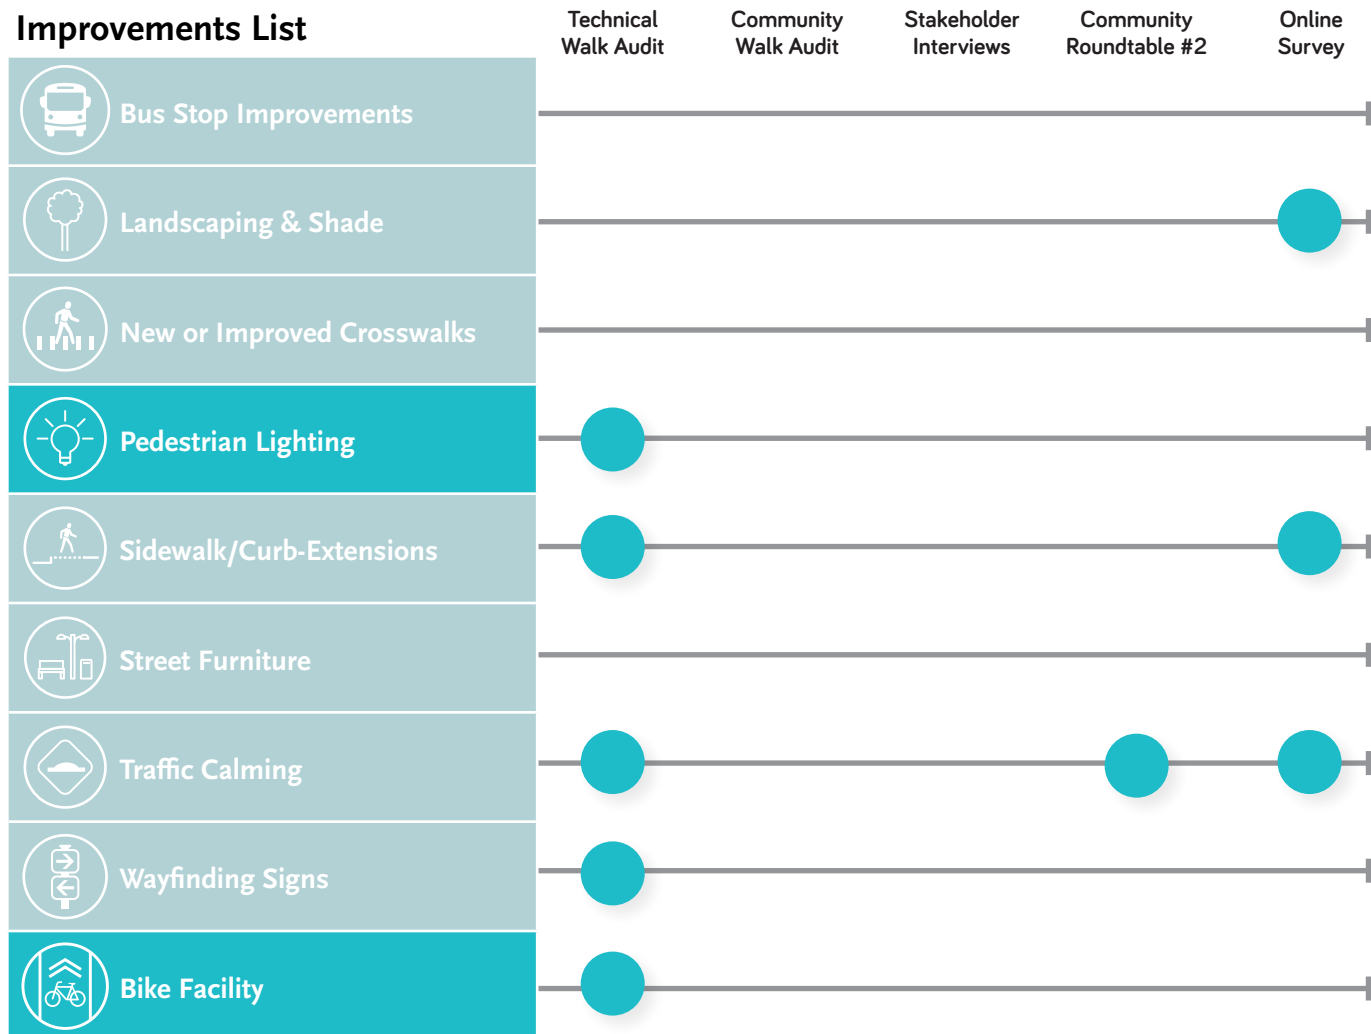 Improvements List
Technical
Walk Audit
Community
Walk Audit
Stakeholder
Interviews
Community
Roundtable #2
Online
Survey
Bus Stop Improvements
Landscaping & Shade
New or Improved Crosswalks
Pedestrian Lighting
Sidewalk/Curb-Extensions
Street Furniture
Traffic Calming
Wayfinding Signs
Bike Facility